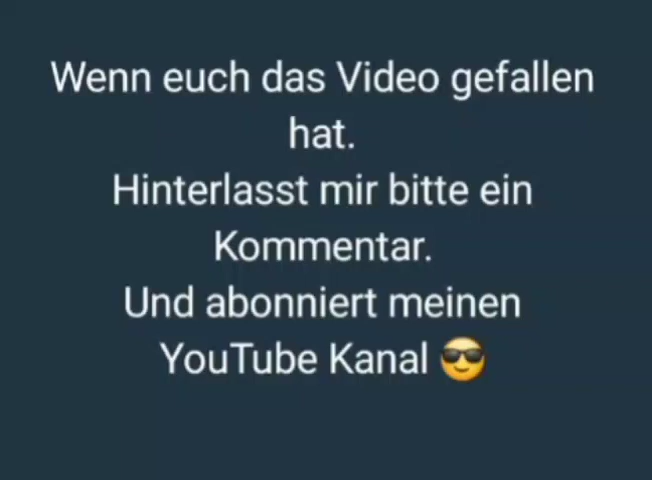 Wenn euch das Video gefallen
hat.
Hinterlasst mir bitte ein
Kommentar.
Und abonniert meinen
YouTube Kanal 😎